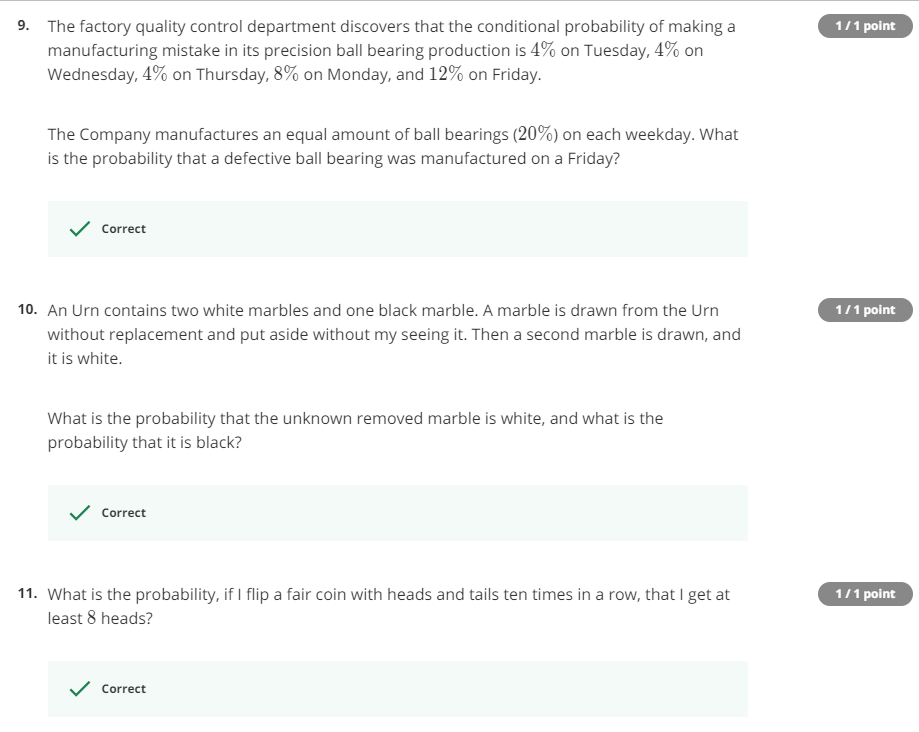 9. The factory quality control department discovers that the conditional probability of making a 1 / 1 point
manufacturing mistake in its precision ball bearing production is 4% on Tuesday, 4% on
Wednesday, 4% on Thursday, 8% on Monday, and 12% on Friday.
The Company manufactures an equal amount of ball bearings (20%) on each weekday. What
is the probability that a defective ball bearing was manufactured on a Friday?
Correct
10. An Urn contains two white marbles and one black marble. A marble is drawn from the Urn 1 / 1 point
without replacement and put aside without my seeing it. Then a second marble is drawn, and
it is white.
What is the probability that the unknown removed marble is white, and what is the
probability that it is black?
Correct
11. What is the probability, if I flip a fair coin with heads and tails ten times in a row, that I get at 1 / 1 point
least 8 heads?
Correct